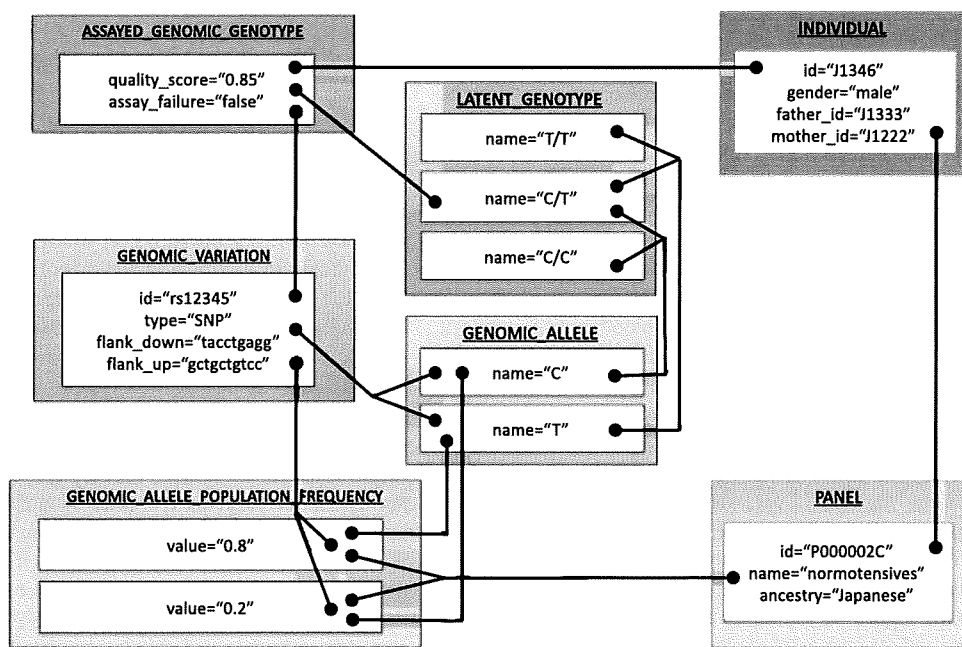 ASSAYED_GENOMIC_GENOTYPE
quality_score="0.85"
assay_failure="false"
INDIVIDUAL
id="J1346"
gender="male"
father_id="J1333"
mother_id="J1222"
LATENT_GENOTYPE
name="T/T"
name="C/T"
name="C/C"
GENOMIC_VARIATION
id="rs12345"
type="SNP"
flank_down="tacctgagg"
flank_up="gctgctgtcc"
GENOMIC_ALLELE
name="C"
name="T"
GENOMIC_ALLELE_POPULATION_FREQUENCY
value="0.8"
value="0.2"
PANEL
id="P000002C"
name="normotensives"
ancestry="Japanese"